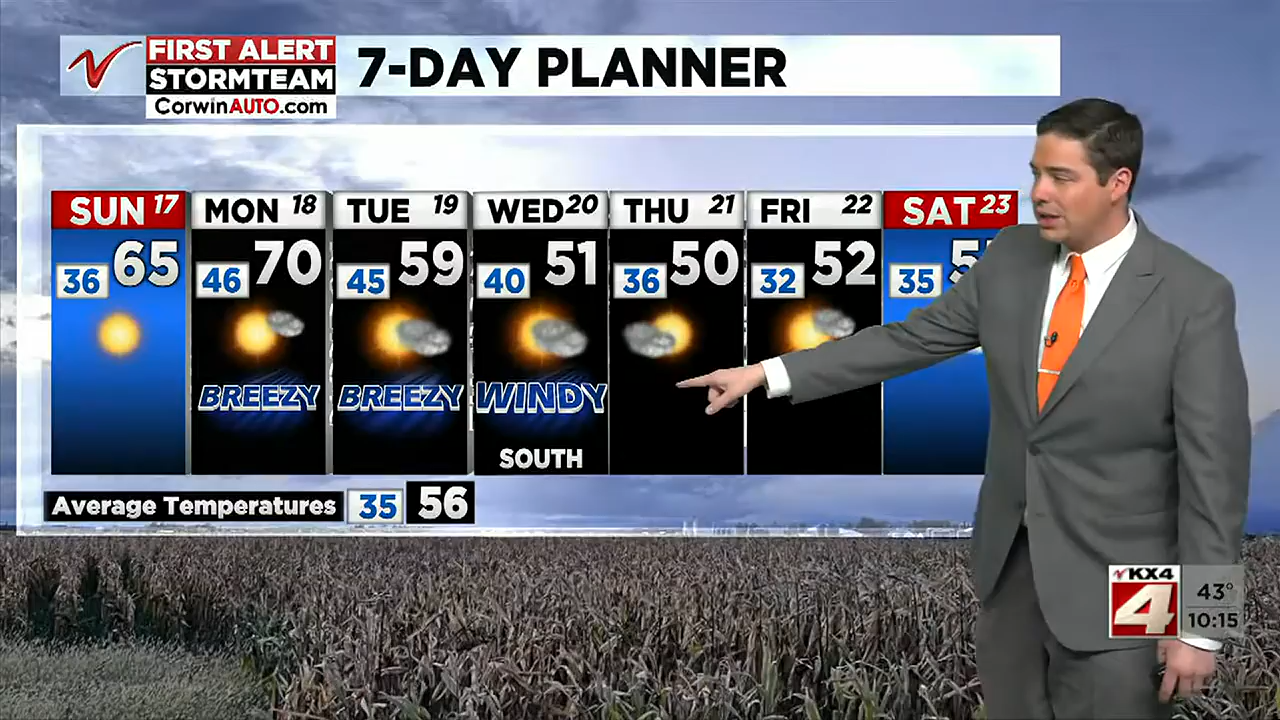 FIRST ALERT
STORMTEAM
CorwinAUTO.com
7-DAY PLANNER
SUN 17
MON 18
TUE 19
WED 20
THU 21
FRI 22
SAT 23
36 65
46 70
45 59
40 51
36 50
32 52
35
BREEZY
BREEZY
WINDY
SOUTH
Average Temperatures 35 56
KX4
4
43°
10:15